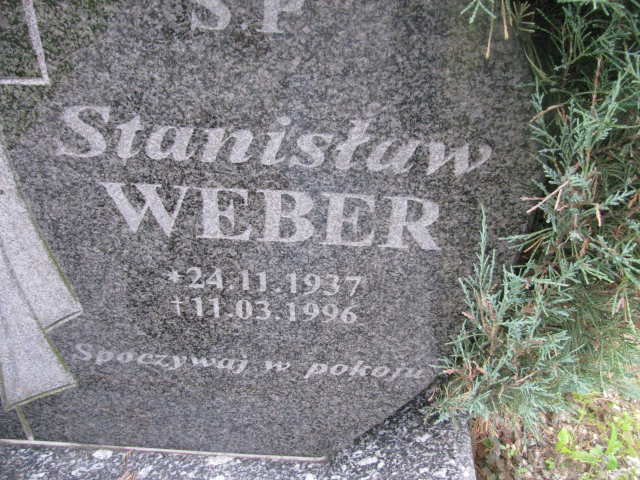 Ś.P.
Stanisław
WEBER
*24.11.1937
†11.03.1996
Spoczywaj w pokoju